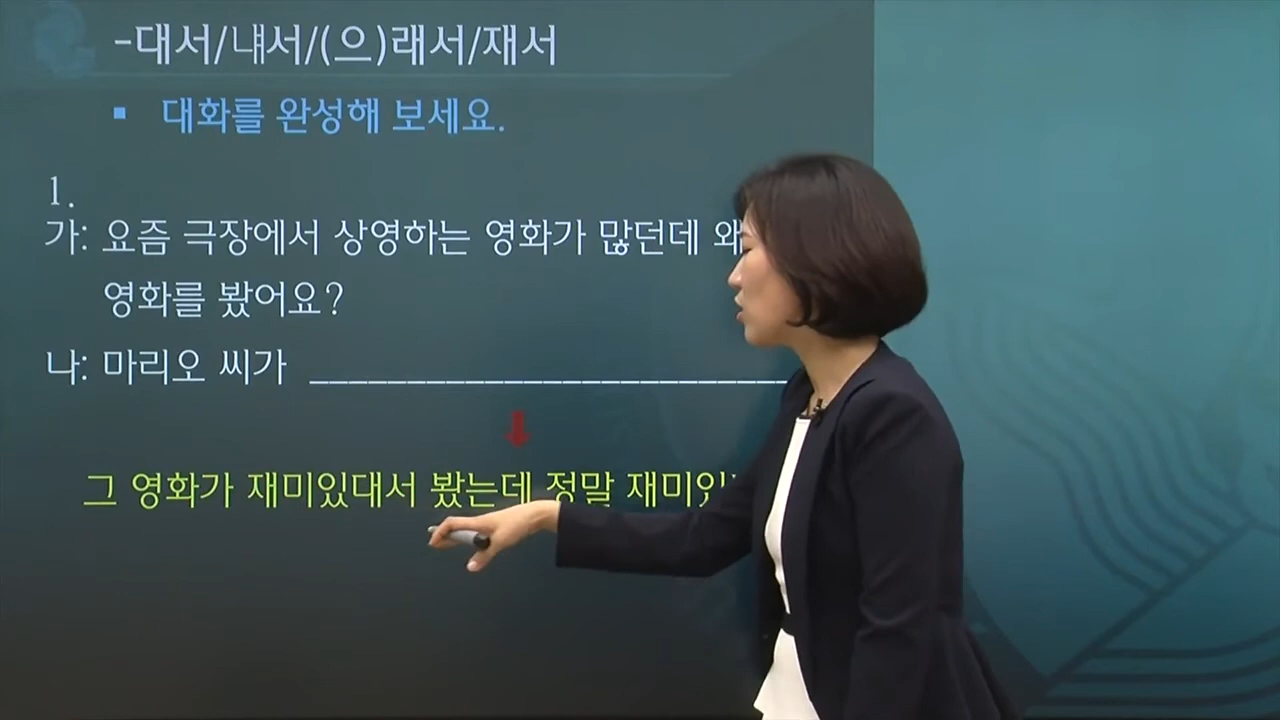 -대서/냬서/(으)래서/재서
▪ 대화를 완성해 보세요.
1.
가: 요즘 극장에서 상영하는 영화가 많던데 왜
영화를 봤어요?
나: 마리오 씨가 ________________________
그 영화가 재미있대서 봤는데 정말